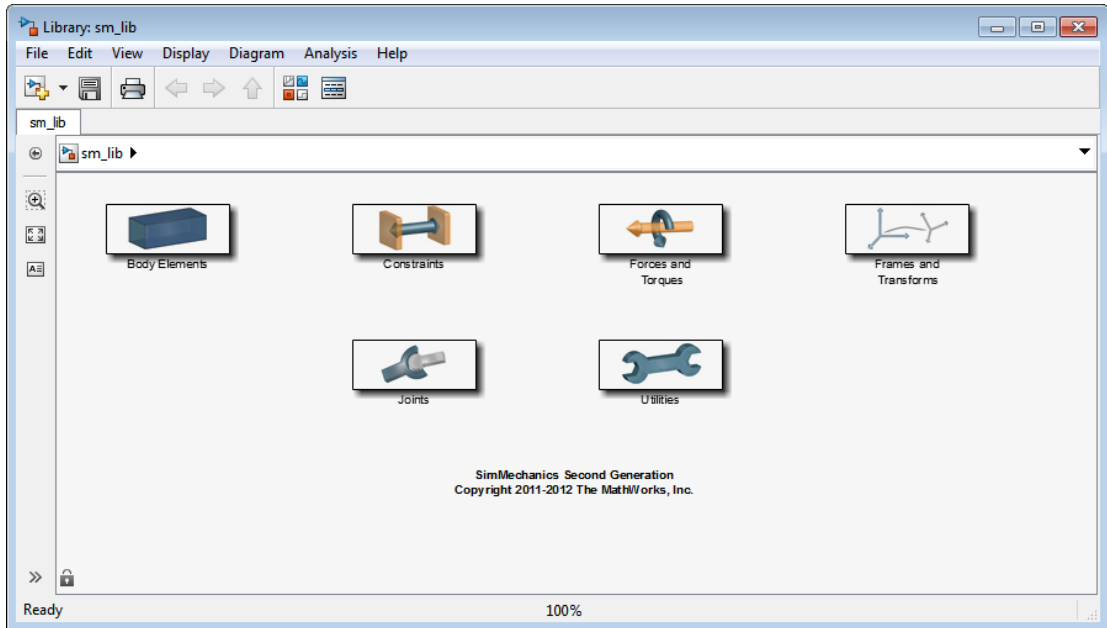 Library: sm_lib
File Edit View Display Diagram Analysis Help
sm_lib
sm_lib
Body Elements
Constraints
Forces and
Torques
Frames and
Transforms
Joints
Utilities
SimMechanics Second Generation
Copyright 2011-2012 The MathWorks, Inc.
Ready 100%